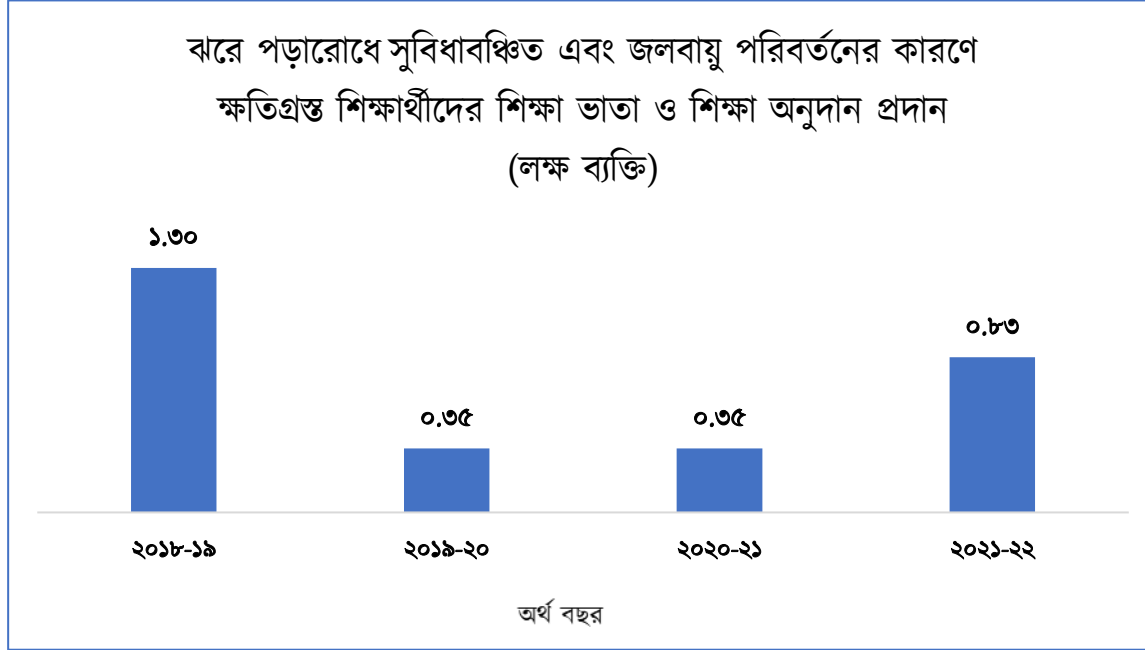 ঝরে পড়ারোধে সুবিধাবঞ্চিত এবং জলবায়ু পরিবর্তনের কারণে
ক্ষতিগ্রস্ত শিক্ষার্থীদের শিক্ষা ভাতা ও শিক্ষা অনুদান প্রদান
(লক্ষ ব্যক্তি)
১.৩০
০.৩৫
০.৩৫
০.৮৩
২০১৮-১৯
২০১৯-২০
২০২০-২১
২০২১-২২
অর্থ বছর